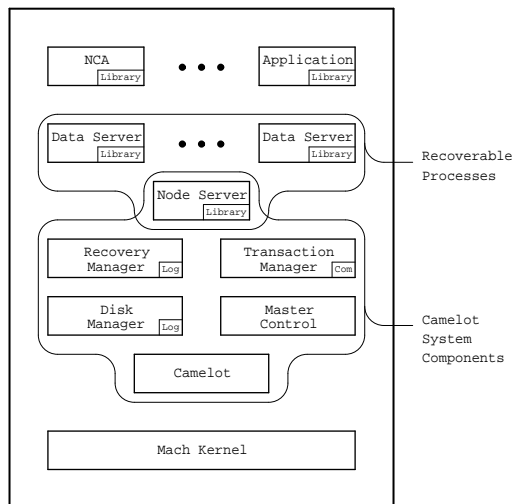 NCA
Library
Application
Library
Data Server
Library
Data Server
Library
Recoverable
Processes
Node Server
Library
Recovery
Manager
Log
Transaction
Manager
Com
Disk
Manager
Log
Master
Control
Camelot
System
Components
Camelot
Mach Kernel